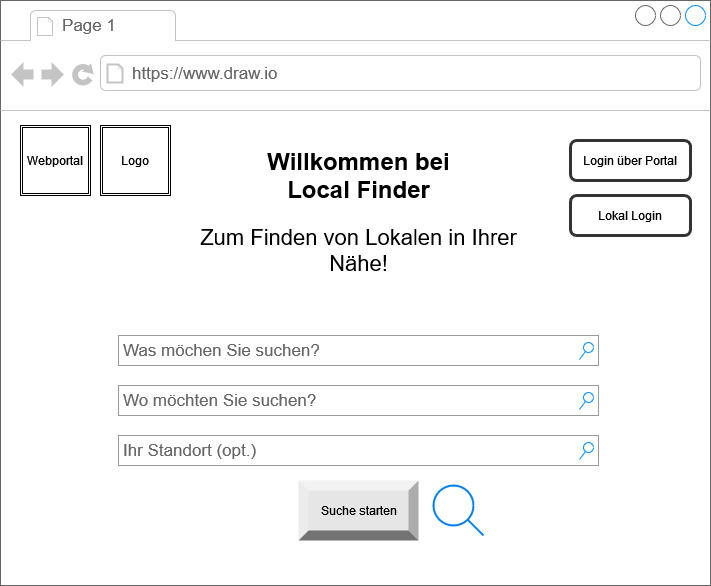 Page 1
https://www.draw.io
Webportal
Logo
Willkommen bei
Local Finder
Zum Finden von Lokalen in Ihrer
Nähe!
Login über Portal
Lokal Login
Was möchen Sie suchen?
Wo möchten Sie suchen?
Ihr Standort (opt.)
Suche starten